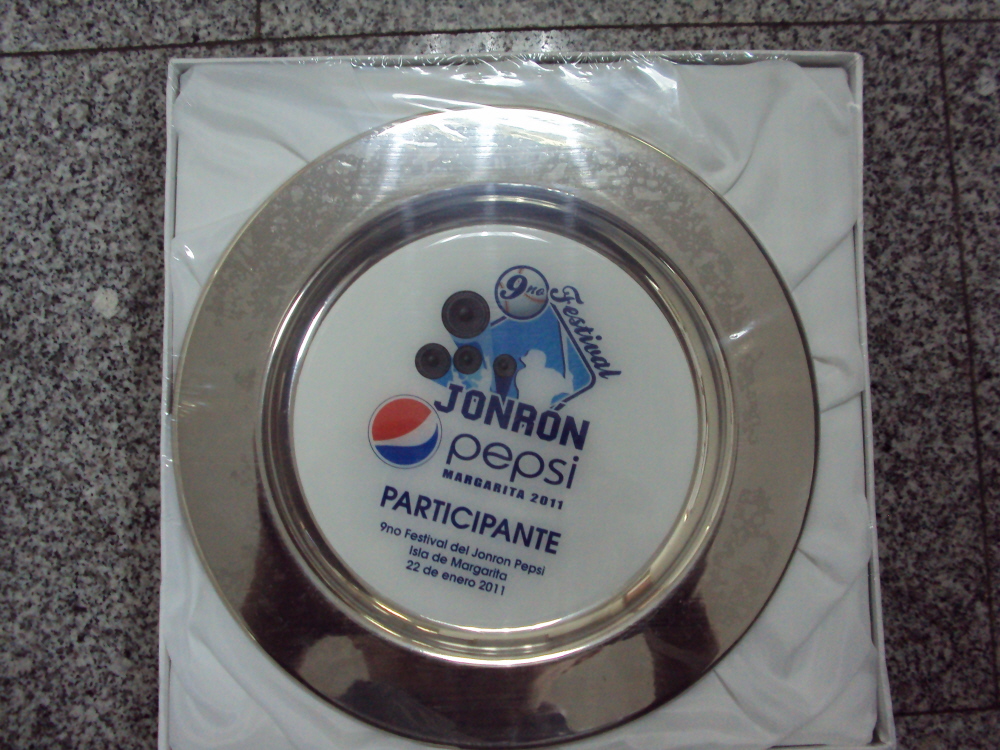 9no Festival
JONRÓN
pepsi
MARGARITA 2011
PARTICIPANTE
9no Festival del Jonron Pepsi
Isla de Margarita
22 de enero 2011